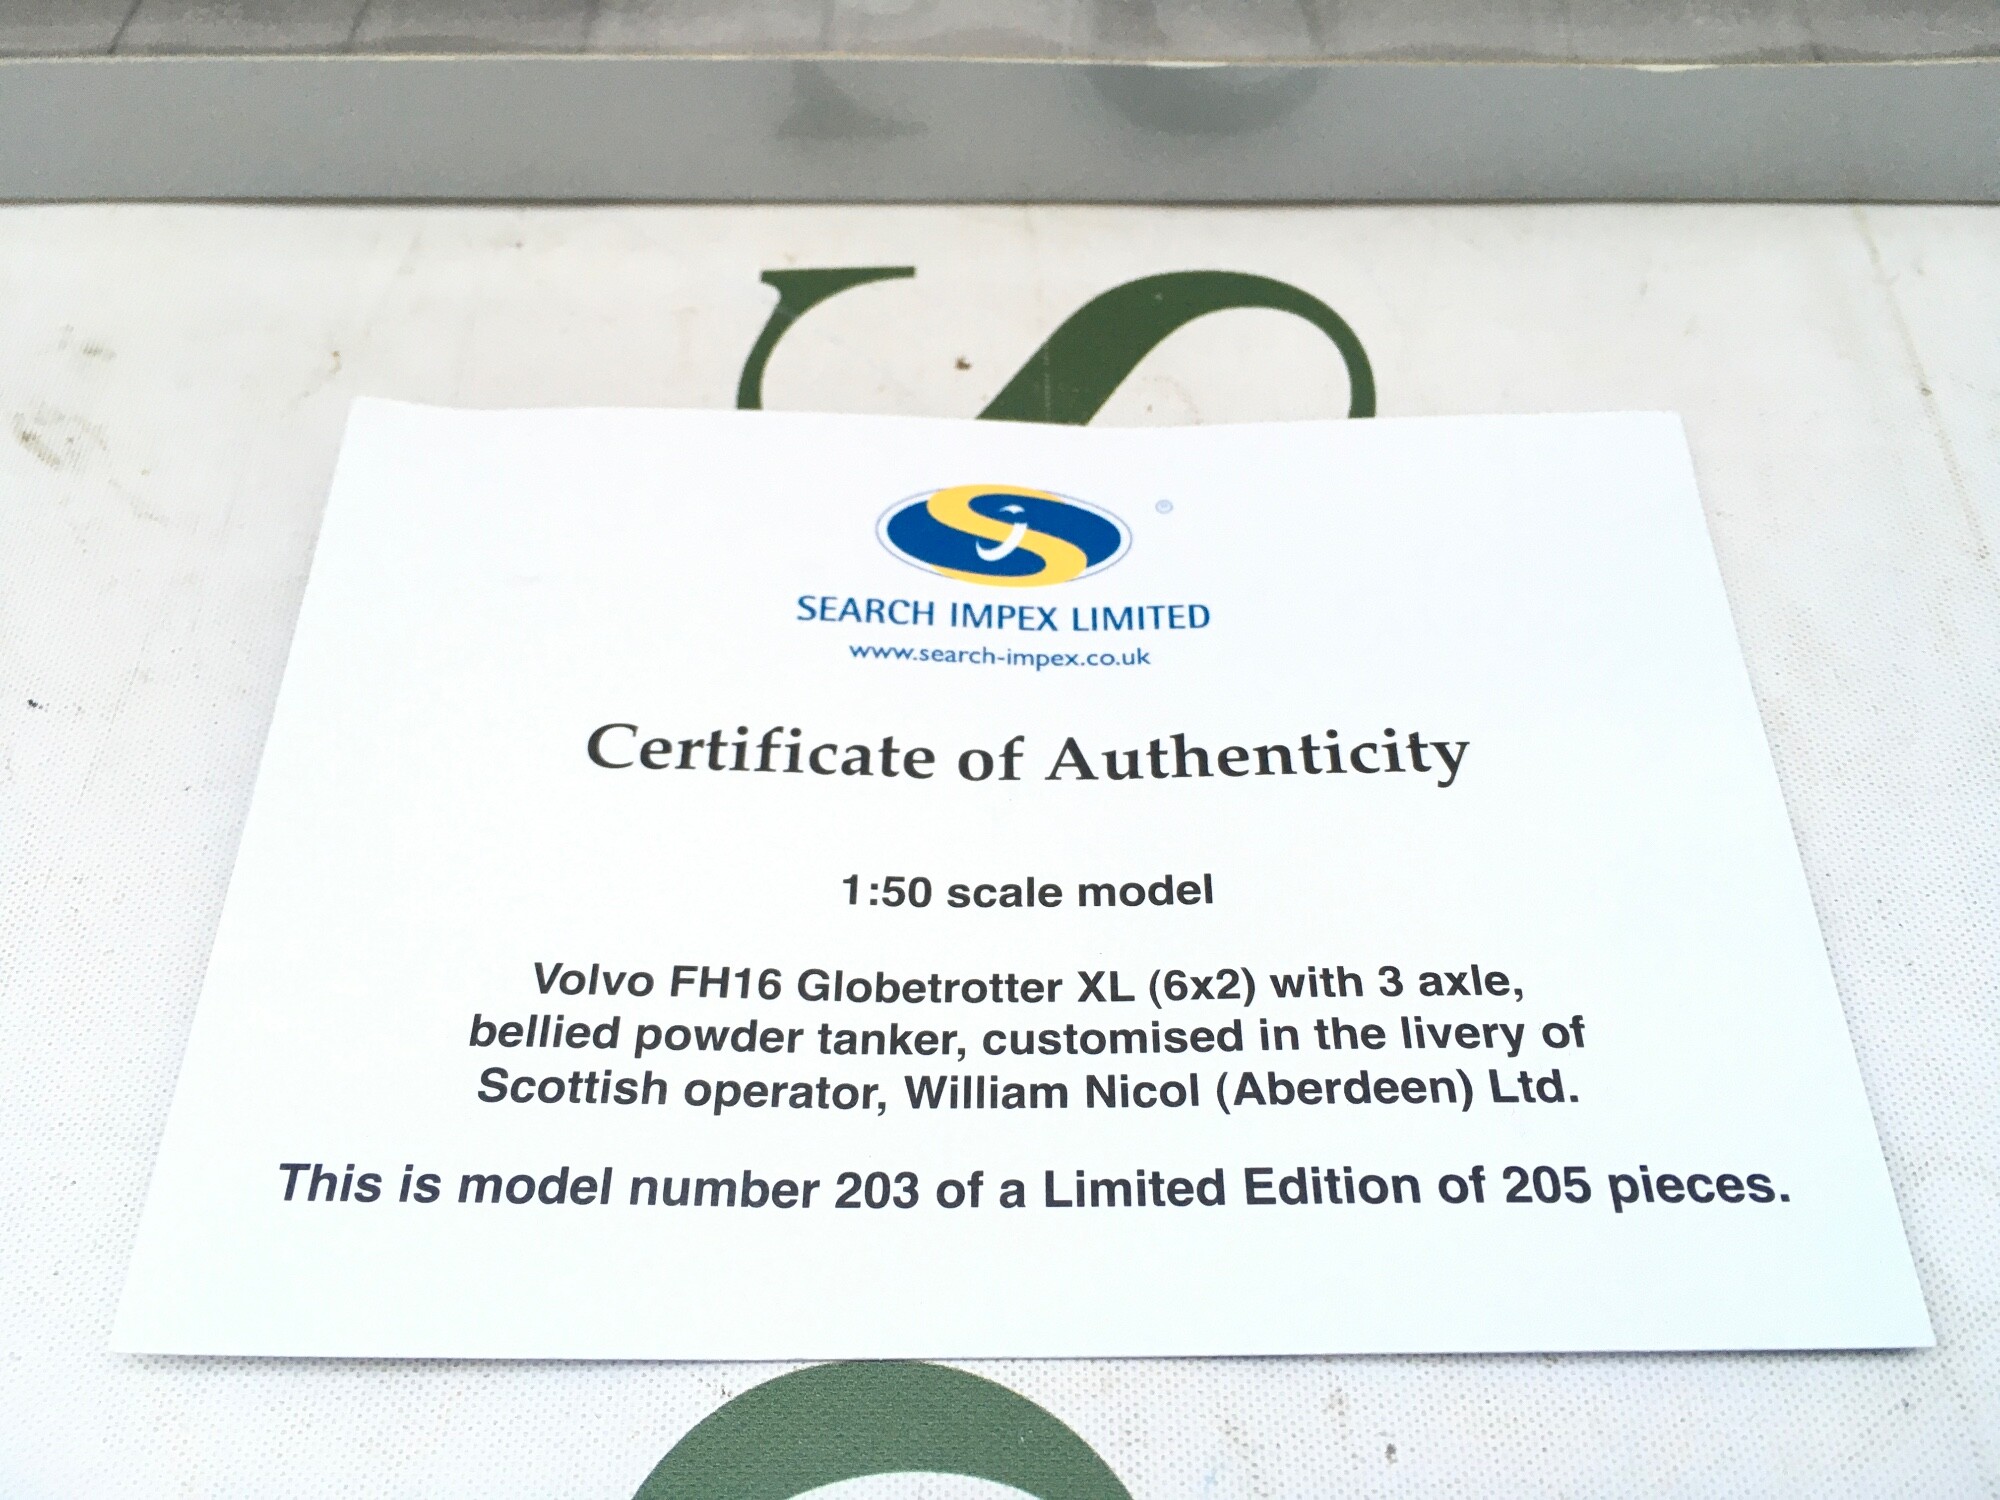 Si ®
SEARCH IMPEX LIMITED
www.search-impex.co.uk
Certificate of Authenticity
1:50 scale model
Volvo FH16 Globetrotter XL (6x2) with 3 axle,
bellied powder tanker, customised in the livery of
Scottish operator, William Nicol (Aberdeen) Ltd.
This is model number 203 of a Limited Edition of 205 pieces.